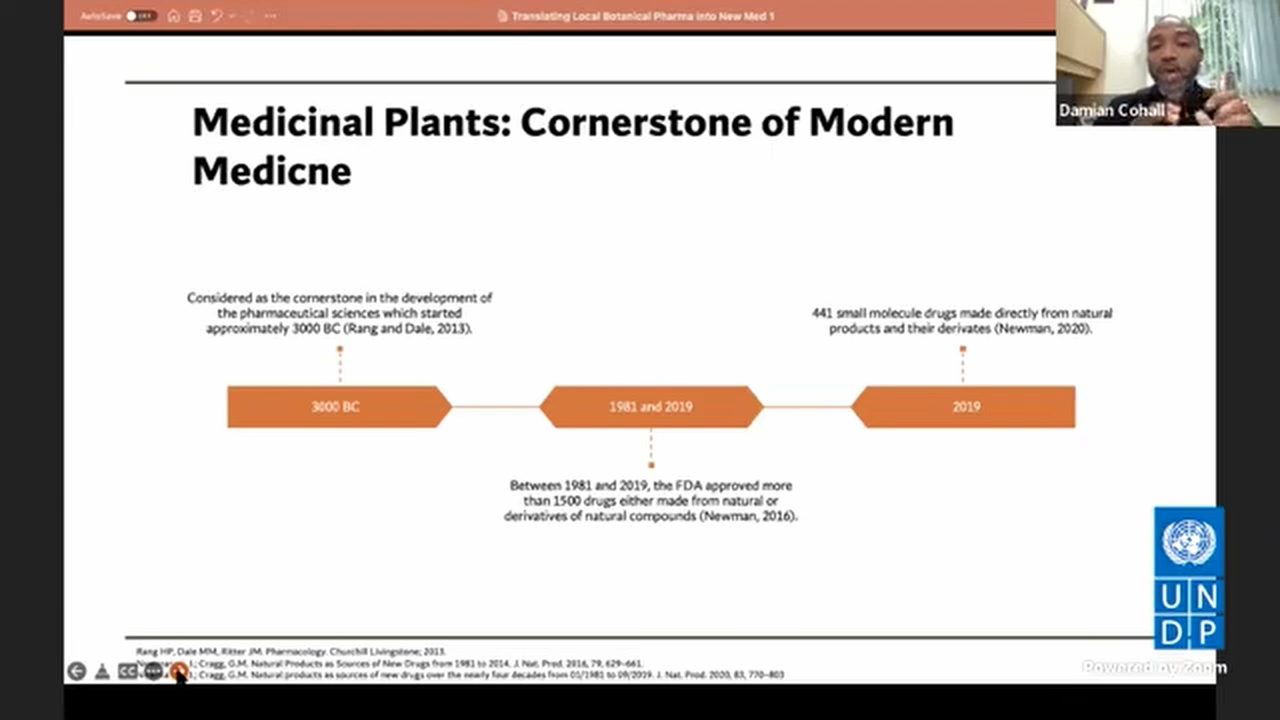 AutoSave OFF
Translating Local Botanical Pharma into New Med 1
Damian Cohall
Medicinal Plants: Cornerstone of Modern
Medicne
Considered as the cornerstone in the development of
the pharmaceutical sciences which started
approximately 3000 BC (Rang and Dale, 2013).
441 small molecule drugs made directly from natural
products and their derivates (Newman, 2020).
3000 BC
1981 and 2019
2019
Between 1981 and 2019, the FDA approved more
than 1500 drugs either made from natural or
derivatives of natural compounds (Newman, 2016).
UN
DP
Rang HP, Dale MM, Ritter JM. Pharmacology. Churchill Livingstone; 2013.
Cragg, G.M. Natural Products as Sources of New Drugs from 1981 to 2014. J. Nat. Prod. 2016, 79, 629–661.
Cragg, G.M. Natural products as sources of new drugs over the nearly four decades from 01/1981 to 09/2019. J. Nat. Prod. 2020, 83, 770–803
CC
Powered by Zoom